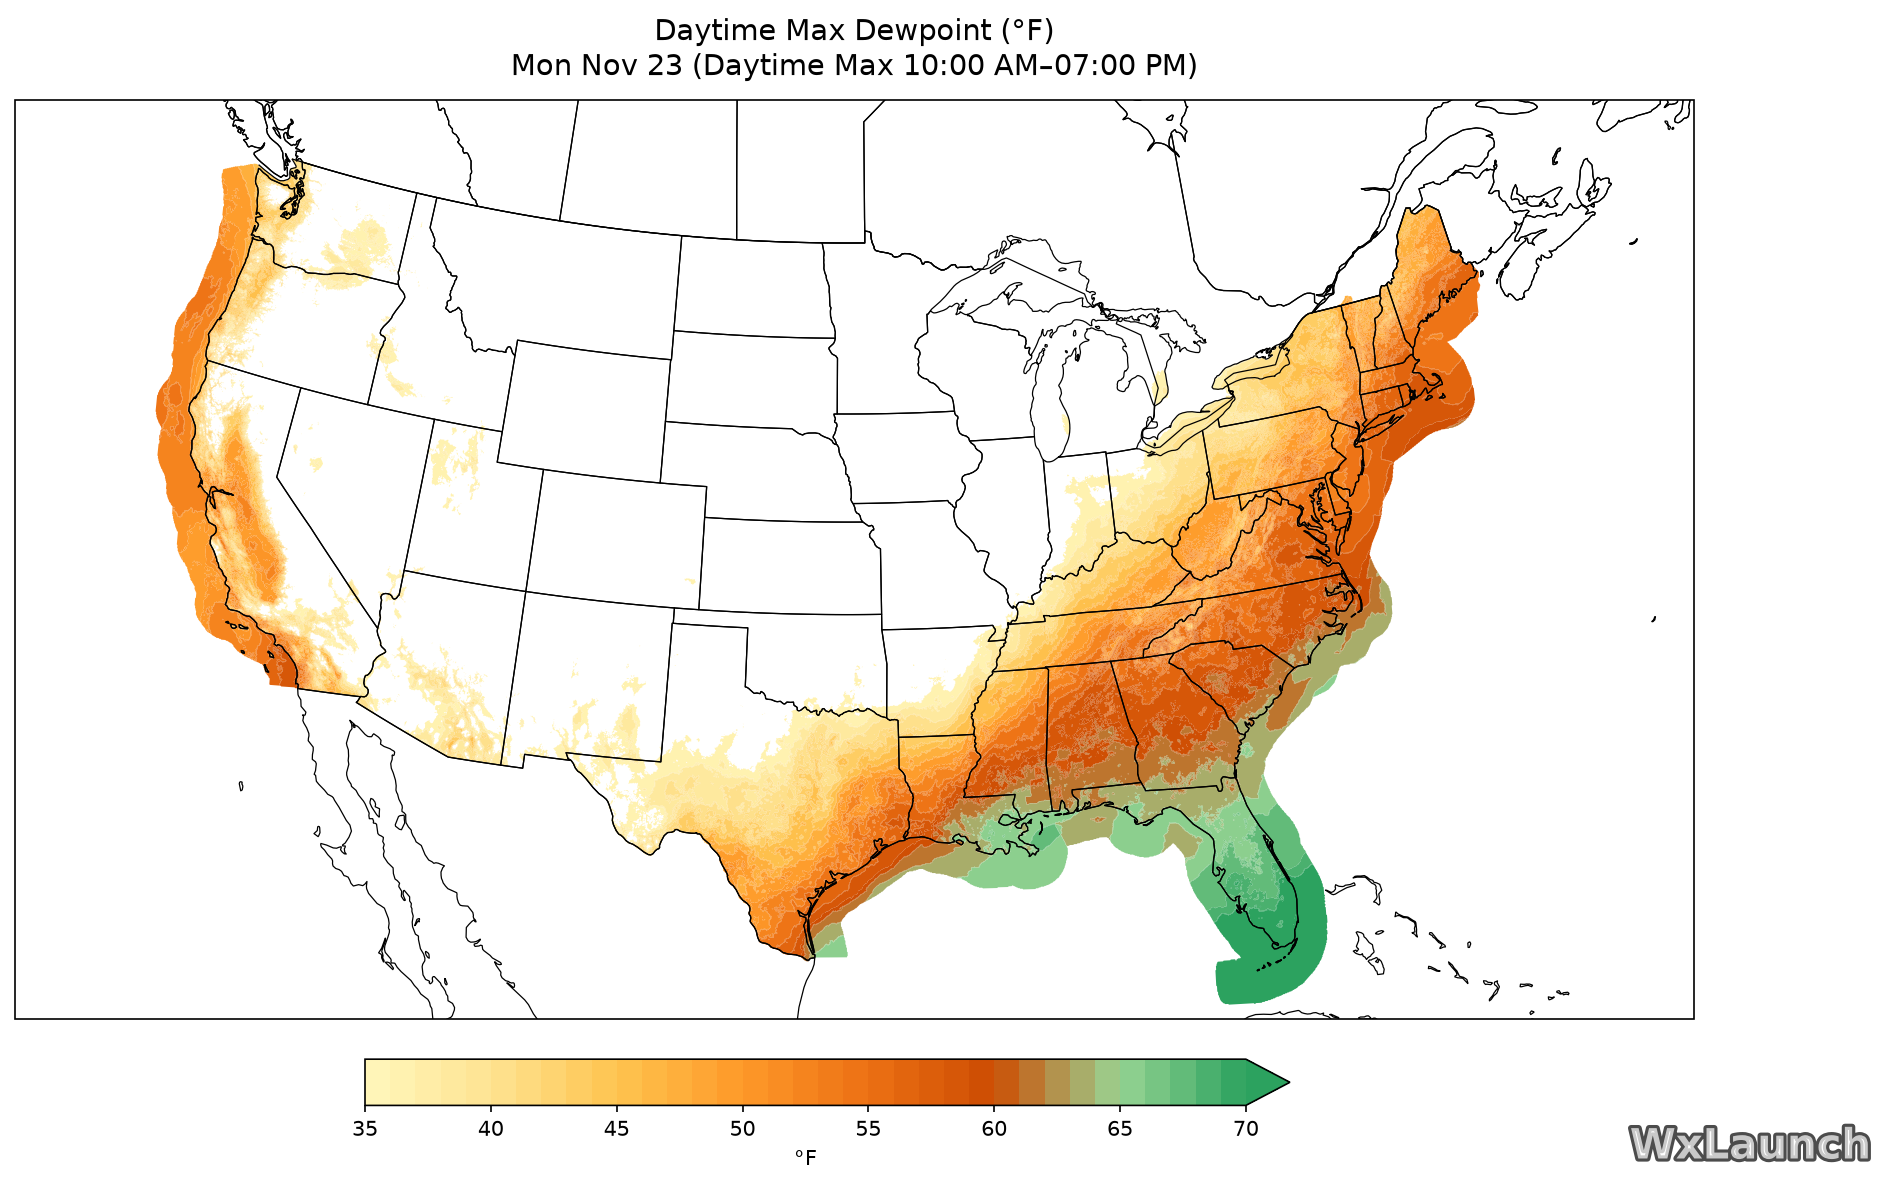 Daytime Max Dewpoint (°F)
Mon Nov 23 (Daytime Max 10:00 AM–07:00 PM)
35 40 45 50 55 60 65 70
°F
WxLaunch